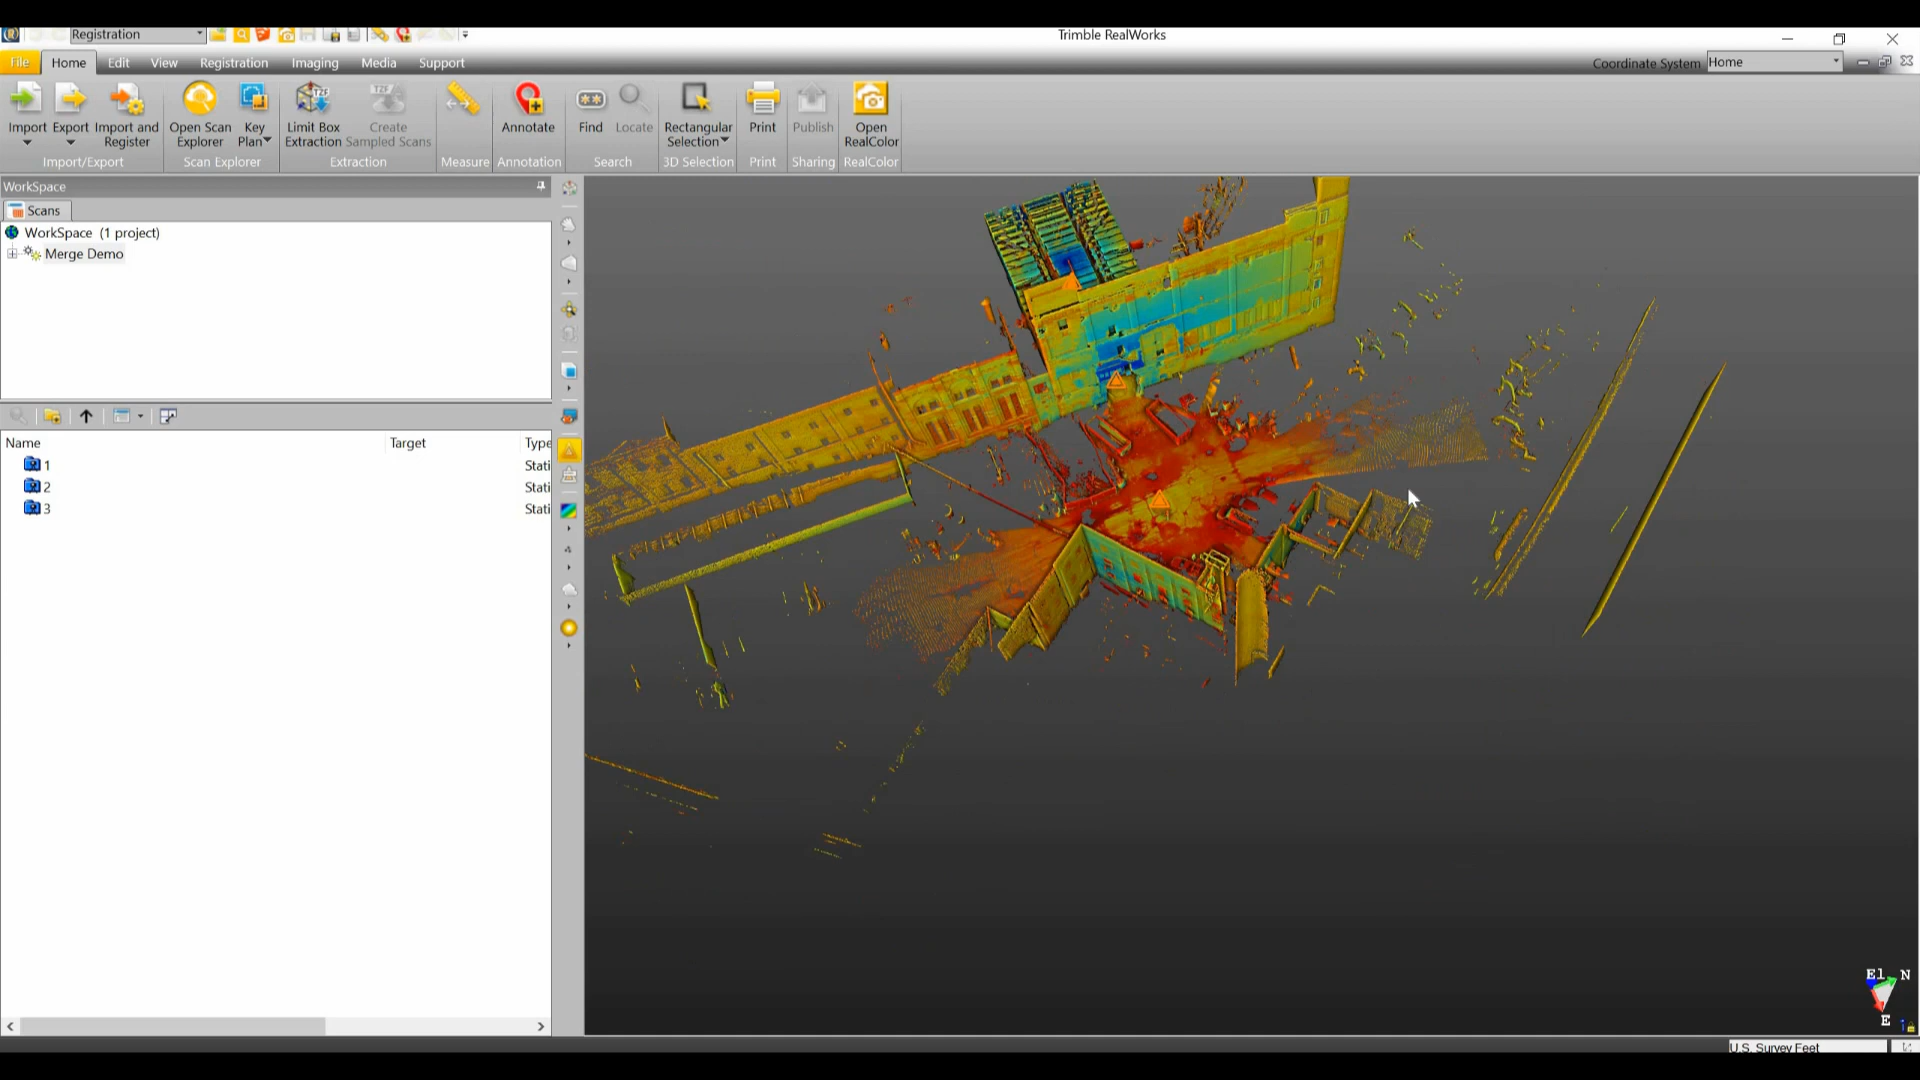 Registration
Trimble RealWorks
File Home Edit View Registration Imaging Media Support
Coordinate System Home
Import
Export
Import and
Register
Open Scan
Explorer
Key
Plan
Limit Box
Extraction
Create
Sampled Scans
Annotate
Find
Locate
Rectangular
Selection
Print
Publish
Open
RealColor
Import/Export
Scan Explorer
Extraction
Measure
Annotation
Search
3D Selection
Print
Sharing
RealColor
WorkSpace
Scans
WorkSpace (1 project)
Merge Demo
Name Target Type
1 Stati
2 Stati
3 Stati
El N
E
U.S. Survey Feet